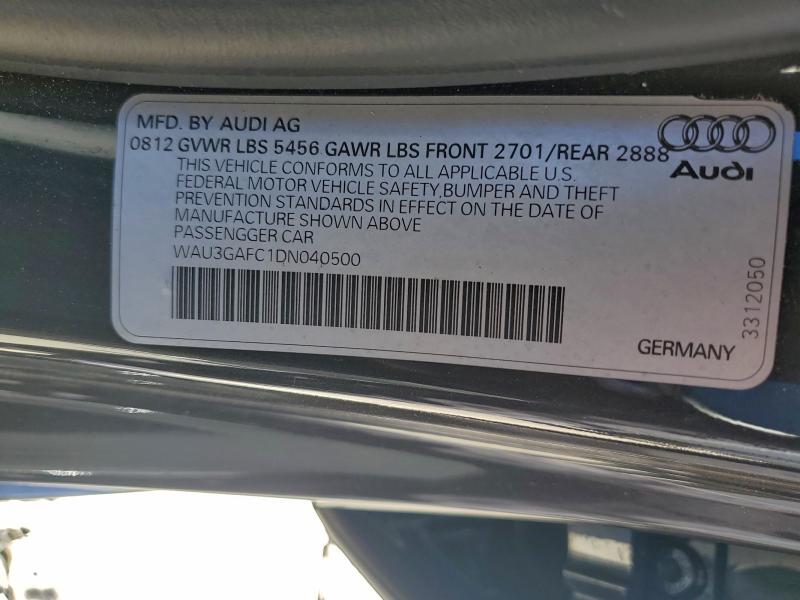 MFD. BY AUDI AG
0812 GVWR LBS 5456 GAWR LBS FRONT 2701/REAR 2888
THIS VEHICLE CONFORMS TO ALL APPLICABLE U.S.
FEDERAL MOTOR VEHICLE SAFETY,BUMPER AND THEFT
PREVENTION STANDARDS IN EFFECT ON THE DATE OF
MANUFACTURE SHOWN ABOVE
PASSENGGER CAR
WAU3GAFC1DN040500
Audi
3312050
GERMANY